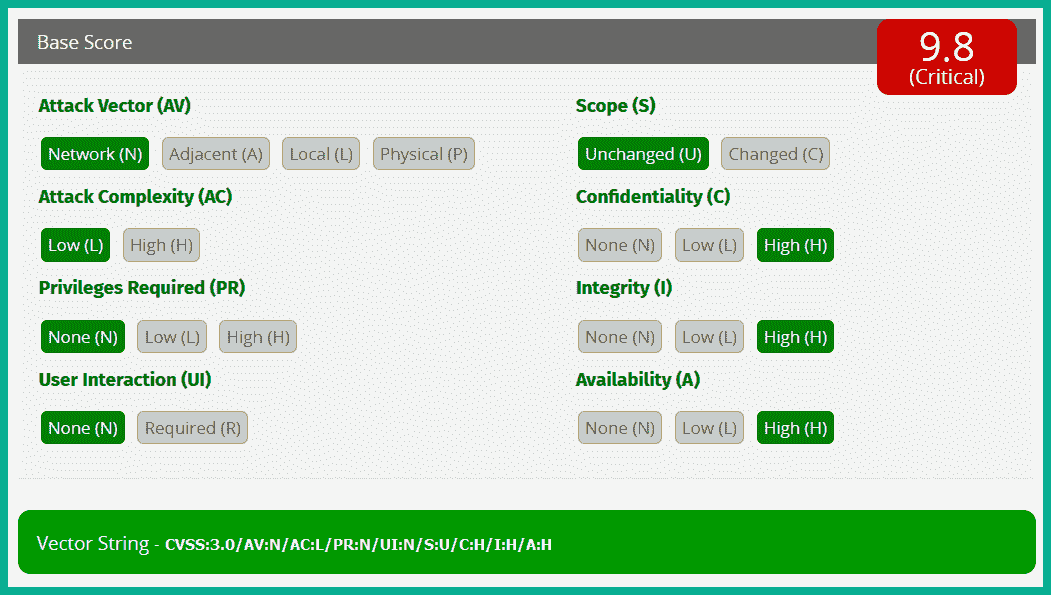 Base Score
9.8
(Critical)
Attack Vector (AV)
Network (N) Adjacent (A) Local (L) Physical (P)
Attack Complexity (AC)
Low (L) High (H)
Privileges Required (PR)
None (N) Low (L) High (H)
User Interaction (UI)
None (N) Required (R)
Scope (S)
Unchanged (U) Changed (C)
Confidentiality (C)
None (N) Low (L) High (H)
Integrity (I)
None (N) Low (L) High (H)
Availability (A)
None (N) Low (L) High (H)
Vector String - CVSS:3.0/AV:N/AC:L/PR:N/UI:N/S:U/C:H/I:H/A:H